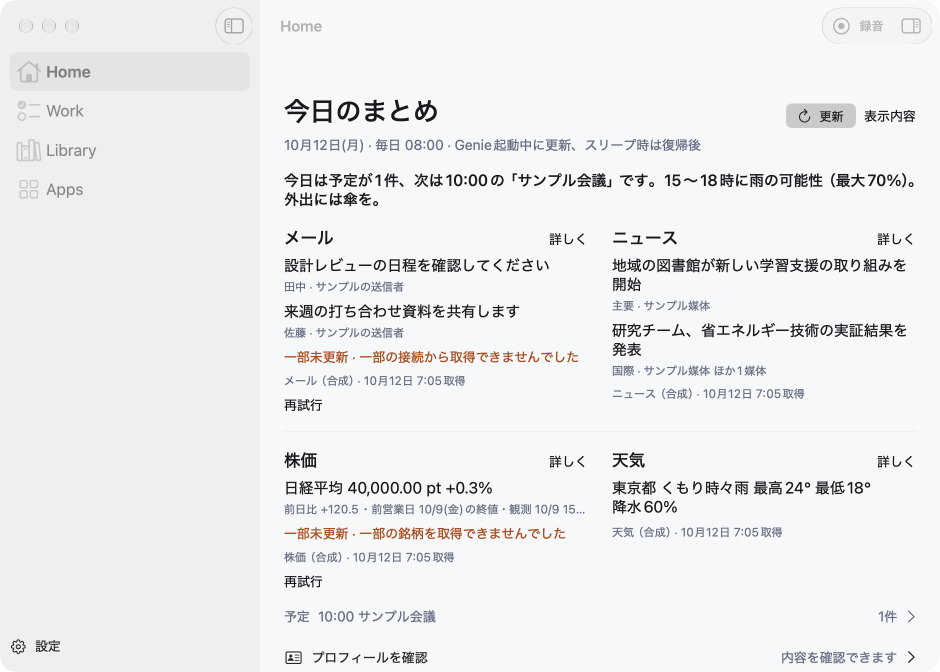 Home
録音
Home
Work
Library
Apps
設定
今日のまとめ
更新
表示内容
10月12日(月) · 毎日 08:00 · Genie起動中に更新、スリープ時は復帰後
今日は予定が1件、次は10:00の「サンプル会議」です。15〜18時に雨の可能性（最大70%）。
外出には傘を。
メール
詳しく
設計レビューの日程を確認してください
田中 · サンプルの送信者
来週の打ち合わせ資料を共有します
佐藤 · サンプルの送信者
一部未更新 · 一部の接続から取得できませんでした
メール（合成）· 10月12日 7:05取得
再試行
ニュース
詳しく
地域の図書館が新しい学習支援の取り組みを
開始
主要 · サンプル媒体
研究チーム、省エネルギー技術の実証結果を
発表
国際 · サンプル媒体 ほか1媒体
ニュース（合成）· 10月12日 7:05取得
株価
詳しく
日経平均 40,000.00 pt +0.3%
前日比 +120.5・前営業日 10/9(金)の終値・観測 10/9 15…
一部未更新 · 一部の銘柄を取得できませんでした
株価（合成）· 10月12日 7:05取得
再試行
天気
詳しく
東京都 くもり時々雨 最高24° 最低18°
降水60%
天気（合成）· 10月12日 7:05取得
予定 10:00 サンプル会議
1件
プロフィールを確認
内容を確認できます